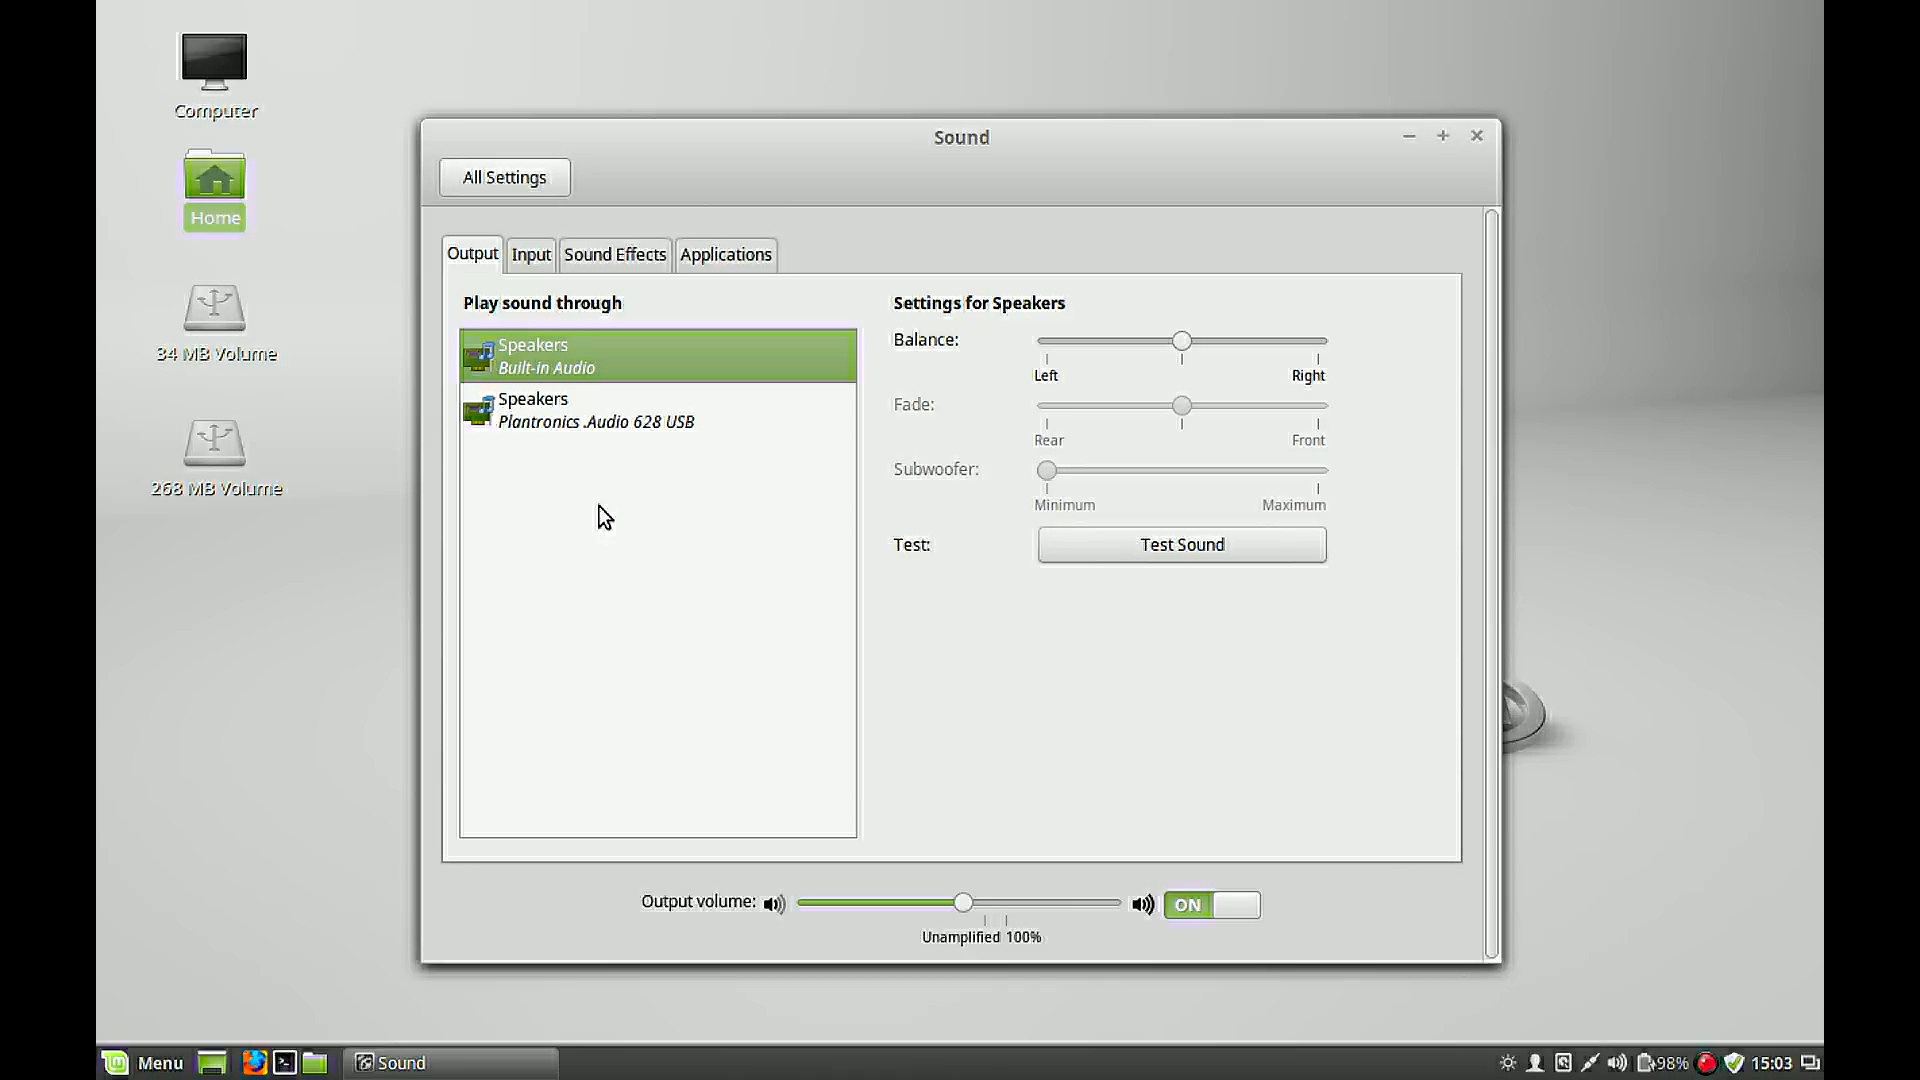 Computer
Home
34 MB Volume
268 MB Volume
Sound
All Settings
Output Input Sound Effects Applications
Play sound through
Speakers
Built-in Audio
Speakers
Plantronics .Audio 628 USB
Settings for Speakers
Balance:
Left Right
Fade:
Rear Front
Subwoofer:
Minimum Maximum
Test: Test Sound
Output volume: ON
Unamplified 100%
Menu Sound 98% 15:03